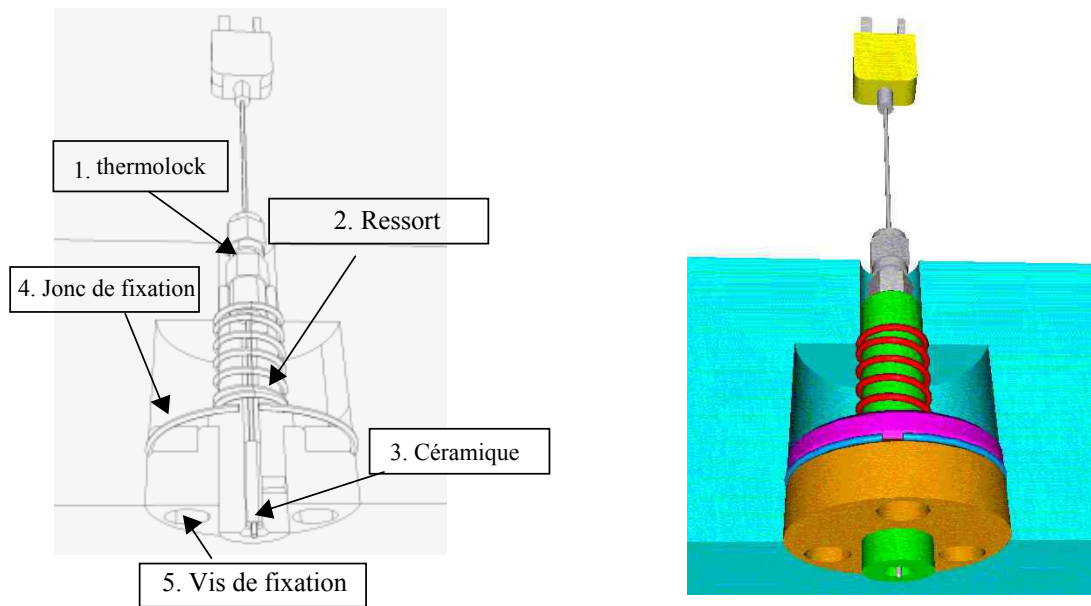 1. thermolock
2. Ressort
4. Jonc de fixation
3. Céramique
5. Vis de fixation